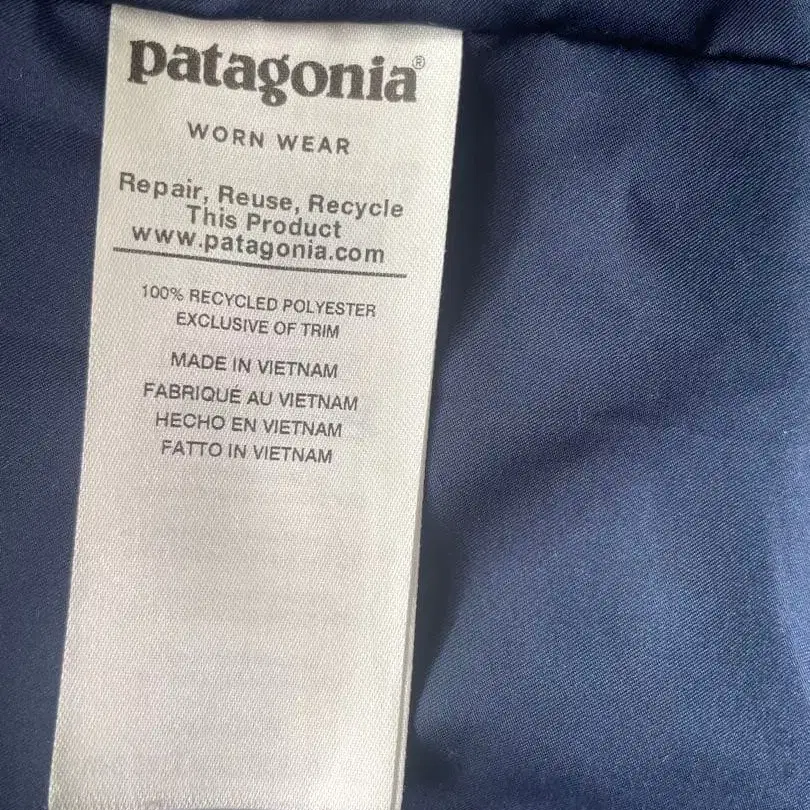 patagonia®
WORN WEAR
Repair, Reuse, Recycle
This Product
www.patagonia.com
100% RECYCLED POLYESTER
EXCLUSIVE OF TRIM
MADE IN VIETNAM
FABRIQUÉ AU VIETNAM
HECHO EN VIETNAM
FATTO IN VIETNAM